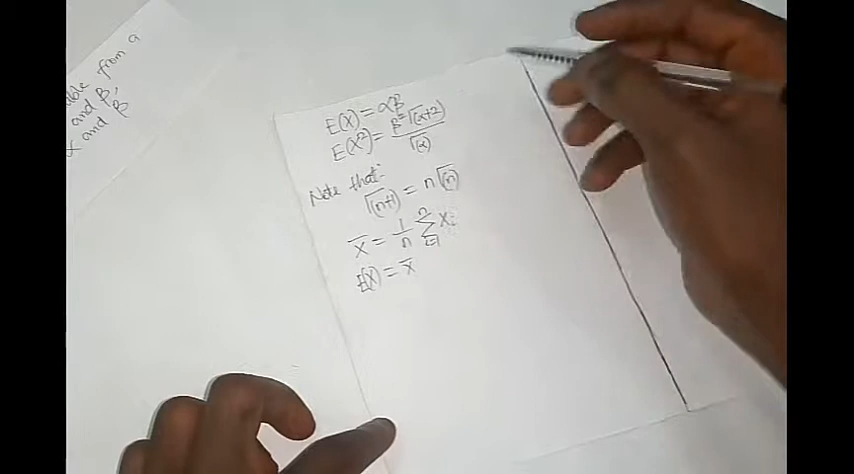 able from a
and β,
α and β
E(X) = αβ
E(X²) = β²Γ(α+2)/Γ(α)
Note that:
Γ(n+1) = nΓ(n)
X̄ = 1/n Σ_{i=1}^{n} Xᵢ
E(X) = X̄